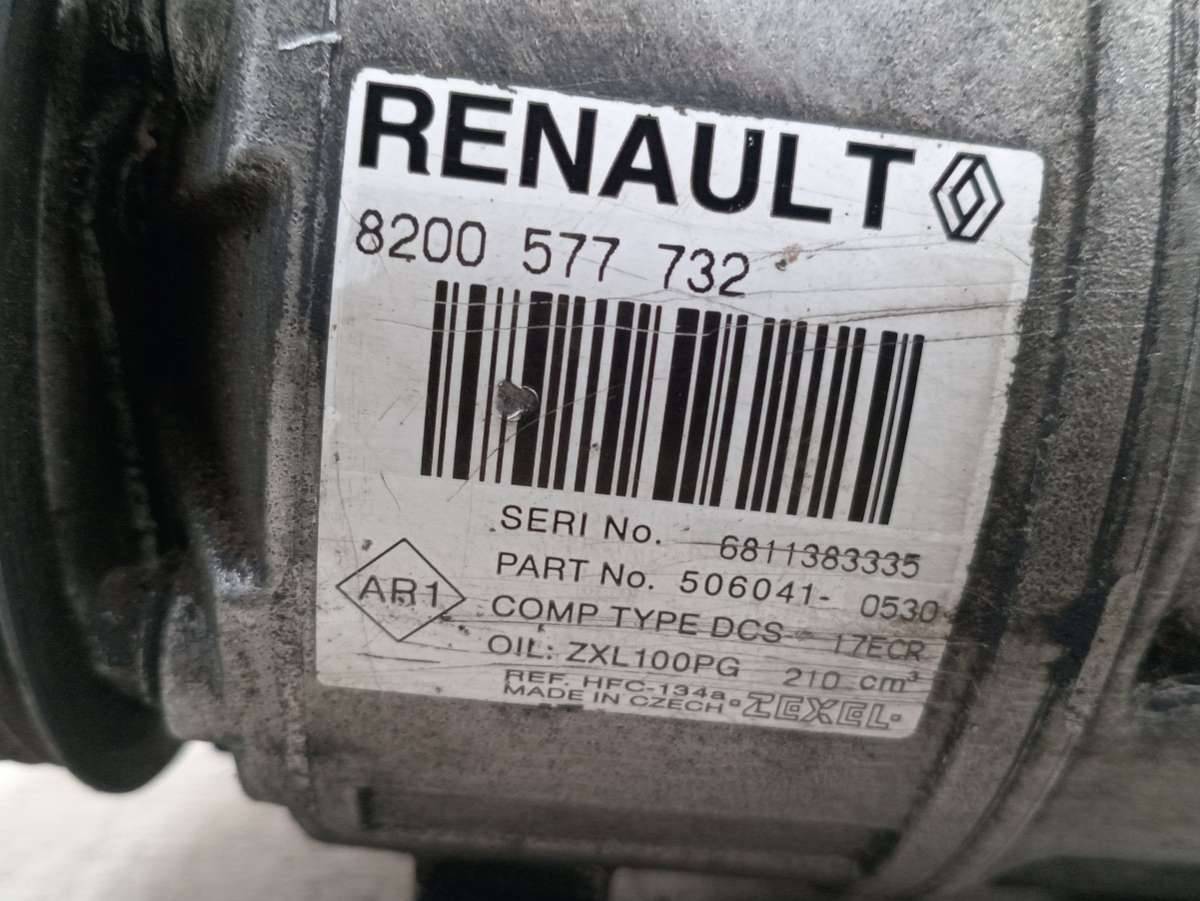 RENAULT
8200 577 732
SERI No. 6811383335
PART No. 506041- 0530
AR1
COMP TYPE DCS- 17ECR
OIL: ZXL100PG 210 cm³
REF. HFC-134a
MADE IN CZECH ZEXEL